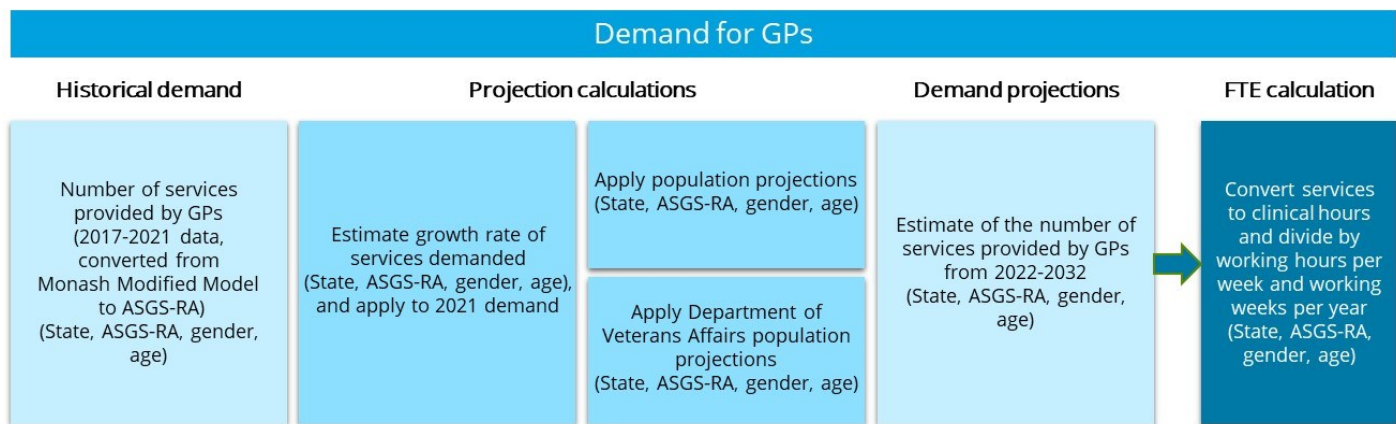 Demand for GPs
Historical demand
Projection calculations
Demand projections
FTE calculation
Number of services
provided by GPs
(2017-2021 data,
converted from
Monash Modified Model
to ASGS-RA)
(State, ASGS-RA, gender,
age)
Estimate growth rate of
services demanded
(State, ASGS-RA, gender, age),
and apply to 2021 demand
Apply population projections
(State, ASGS-RA, gender, age)
Apply Department of
Veterans Affairs population
projections
(State, ASGS-RA, gender, age)
Estimate of the number of
services provided by GPs
from 2022-2032
(State, ASGS-RA, gender,
age)
Convert services
to clinical hours
and divide by
working hours per
week and working
weeks per year
(State, ASGS-RA,
gender, age)